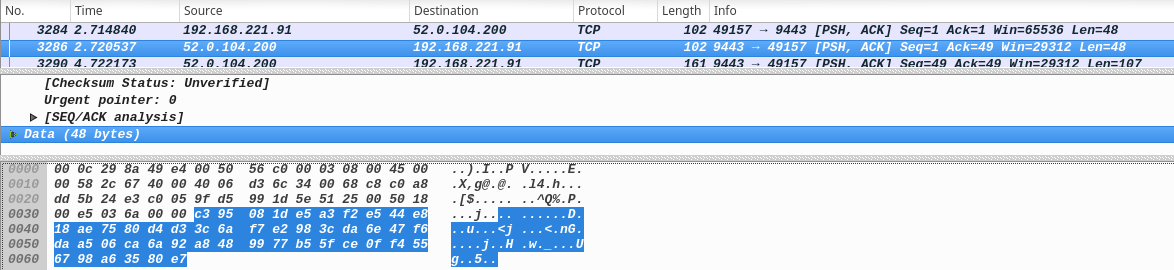 No. Time Source Destination Protocol Length Info
3284 2.714840 192.168.221.91 52.0.104.200 TCP 102 49157 → 9443 [PSH, ACK] Seq=1 Ack=1 Win=65536 Len=48
3286 2.720537 52.0.104.200 192.168.221.91 TCP 102 9443 → 49157 [PSH, ACK] Seq=1 Ack=49 Win=29312 Len=48
3290 4.722173 52.0.104.200 192.168.221.91 TCP 161 9443 → 49157 [PSH, ACK] Seq=49 Ack=49 Win=29312 Len=107
[Checksum Status: Unverified]
Urgent pointer: 0
[SEQ/ACK analysis]
Data (48 bytes)
0000 00 0c 29 8a 49 e4 00 50 56 c0 00 03 08 00 45 00 ..).I..P V.....E.
0010 00 58 2c 67 40 00 40 06 d3 6c 34 00 68 c8 c0 a8 .X,g@.@. .l4.h...
0020 dd 5b 24 e3 c0 05 9f d5 99 1d 5e 51 25 00 50 18 .[$..... ..^Q%.P.
0030 00 e5 03 6a 00 00 c3 95 08 1d e5 a3 f2 e5 44 e8 ...j.... ......D.
0040 18 ae 75 80 d4 d3 3c 6a f7 e2 98 3c da 6e 47 f6 ..u...<j ...<.nG.
0050 da a5 06 ca 6a 92 a8 48 99 77 b5 5f ce 0f f4 55 ....j..H .w._...U
0060 67 98 a6 35 80 e7 g..5..